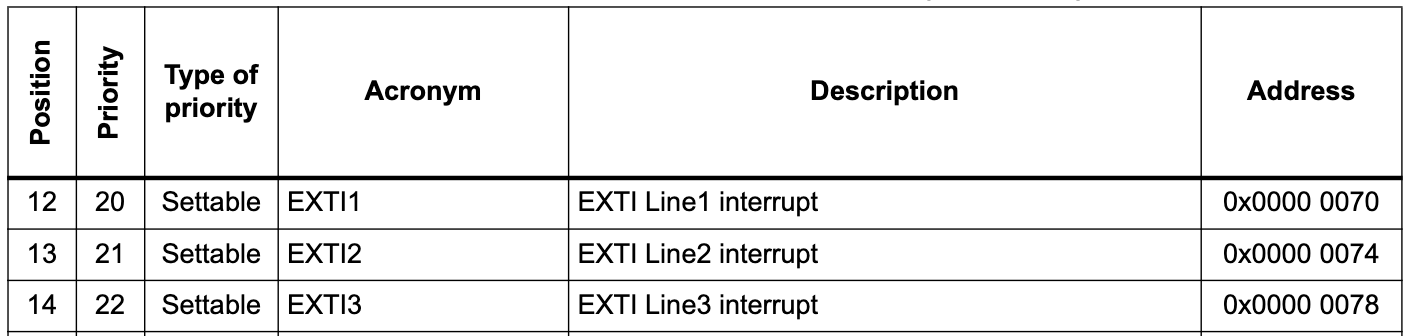 Position Priority Type of priority Acronym Description Address
12 20 Settable EXTI1 EXTI Line1 interrupt 0x0000 0070
13 21 Settable EXTI2 EXTI Line2 interrupt 0x0000 0074
14 22 Settable EXTI3 EXTI Line3 interrupt 0x0000 0078